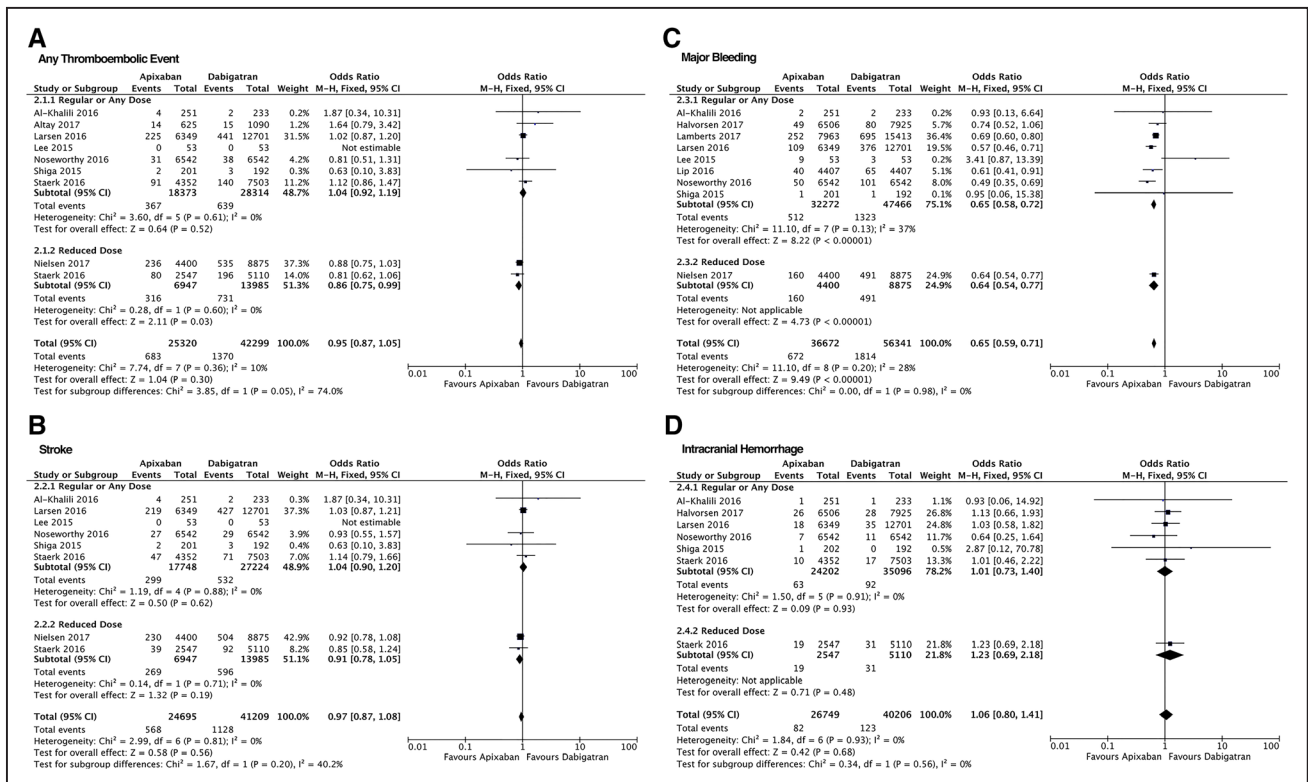 A
Any Thromboembolic Event
Apixaban Dabigatran Odds Ratio Odds Ratio
Study or Subgroup Events Total Events Total Weight M-H, Fixed, 95% CI M-H, Fixed, 95% CI
2.1.1 Regular or Any Dose
Al-Khalili 2016 4 251 2 233 0.2% 1.87 [0.34, 10.31]
Altay 2017 14 625 15 1090 1.2% 1.64 [0.79, 3.42]
Larsen 2016 225 6349 441 12701 31.5% 1.02 [0.87, 1.20]
Lee 2015 0 53 0 53 Not estimable
Noseworthy 2016 31 6542 38 6542 4.2% 0.81 [0.51, 1.31]
Shiga 2015 2 201 3 192 0.3% 0.63 [0.10, 3.83]
Staerk 2016 91 4352 140 7503 11.2% 1.12 [0.86, 1.47]
Subtotal (95% CI) 18373 28314 48.7% 1.04 [0.92, 1.19]
Total events 367 639
Heterogeneity: Chi² = 3.60, df = 5 (P = 0.61); I² = 0%
Test for overall effect: Z = 0.64 (P = 0.52)
2.1.2 Reduced Dose
Nielsen 2017 236 4400 535 8875 37.3% 0.88 [0.75, 1.03]
Staerk 2016 80 2547 196 5110 14.0% 0.81 [0.62, 1.06]
Subtotal (95% CI) 6947 13985 51.3% 0.86 [0.75, 0.99]
Total events 316 731
Heterogeneity: Chi² = 0.28, df = 1 (P = 0.60); I² = 0%
Test for overall effect: Z = 2.11 (P = 0.03)
Total (95% CI) 25320 42299 100.0% 0.95 [0.87, 1.05]
Total events 683 1370
Heterogeneity: Chi² = 7.74, df = 7 (P = 0.36); I² = 10%
Test for overall effect: Z = 1.04 (P = 0.30)
Test for subgroup differences: Chi² = 3.85, df = 1 (P = 0.05), I² = 74.0%
0.01 0.1 1 10 100
Favours Apixaban Favours Dabigatran
B
Stroke
Apixaban Dabigatran Odds Ratio Odds Ratio
Study or Subgroup Events Total Events Total Weight M-H, Fixed, 95% CI M-H, Fixed, 95% CI
2.2.1 Regular or Any Dose
Al-Khalili 2016 4 251 2 233 0.3% 1.87 [0.34, 10.31]
Larsen 2016 219 6349 427 12701 37.3% 1.03 [0.87, 1.21]
Lee 2015 0 53 0 53 Not estimable
Noseworthy 2016 27 6542 29 6542 3.9% 0.93 [0.55, 1.57]
Shiga 2015 2 201 3 192 0.4% 0.63 [0.10, 3.83]
Staerk 2016 47 4352 71 7503 7.0% 1.14 [0.79, 1.66]
Subtotal (95% CI) 17748 27224 48.9% 1.04 [0.90, 1.20]
Total events 299 532
Heterogeneity: Chi² = 1.19, df = 4 (P = 0.88); I² = 0%
Test for overall effect: Z = 0.50 (P = 0.62)
2.2.2 Reduced Dose
Nielsen 2017 230 4400 504 8875 42.9% 0.92 [0.78, 1.08]
Staerk 2016 39 2547 92 5110 8.2% 0.85 [0.58, 1.24]
Subtotal (95% CI) 6947 13985 51.1% 0.91 [0.78, 1.05]
Total events 269 596
Heterogeneity: Chi² = 0.14, df = 1 (P = 0.71); I² = 0%
Test for overall effect: Z = 1.32 (P = 0.19)
Total (95% CI) 24695 41209 100.0% 0.97 [0.87, 1.08]
Total events 568 1128
Heterogeneity: Chi² = 2.99, df = 6 (P = 0.81); I² = 0%
Test for overall effect: Z = 0.58 (P = 0.56)
Test for subgroup differences: Chi² = 1.67, df = 1 (P = 0.20), I² = 40.2%
0.01 0.1 1 10 100
Favours Apixaban Favours Dabigatran
C
Major Bleeding
Apixaban Dabigatran Odds Ratio Odds Ratio
Study or Subgroup Events Total Events Total Weight M-H, Fixed, 95% CI M-H, Fixed, 95% CI
2.3.1 Regular or Any Dose
Al-Khalili 2016 2 251 2 233 0.2% 0.93 [0.13, 6.64]
Halvorsen 2017 49 6506 80 7925 5.7% 0.74 [0.52, 1.06]
Lamberts 2017 252 7963 695 15413 36.4% 0.69 [0.60, 0.80]
Larsen 2016 109 6349 376 12701 19.5% 0.57 [0.46, 0.71]
Lee 2015 9 53 3 53 0.2% 3.41 [0.87, 13.39]
Lip 2016 40 4407 65 4407 5.1% 0.61 [0.41, 0.91]
Noseworthy 2016 50 6542 101 6542 8.0% 0.49 [0.35, 0.69]
Shiga 2015 1 201 1 192 0.1% 0.95 [0.06, 15.38]
Subtotal (95% CI) 32272 47466 75.1% 0.65 [0.58, 0.72]
Total events 512 1323
Heterogeneity: Chi² = 11.10, df = 7 (P = 0.13); I² = 37%
Test for overall effect: Z = 8.22 (P < 0.00001)
2.3.2 Reduced Dose
Nielsen 2017 160 4400 491 8875 24.9% 0.64 [0.54, 0.77]
Subtotal (95% CI) 4400 8875 24.9% 0.64 [0.54, 0.77]
Total events 160 491
Heterogeneity: Not applicable
Test for overall effect: Z = 4.73 (P < 0.00001)
Total (95% CI) 36672 56341 100.0% 0.65 [0.59, 0.71]
Total events 672 1814
Heterogeneity: Chi² = 11.10, df = 8 (P = 0.20); I² = 28%
Test for overall effect: Z = 9.49 (P < 0.00001)
Test for subgroup differences: Chi² = 0.00, df = 1 (P = 0.98), I² = 0%
0.01 0.1 1 10 100
Favours Apixaban Favours Dabigatran
D
Intracranial Hemorrhage
Apixaban Dabigatran Odds Ratio Odds Ratio
Study or Subgroup Events Total Events Total Weight M-H, Fixed, 95% CI M-H, Fixed, 95% CI
2.4.1 Regular or Any Dose
Al-Khalili 2016 1 251 1 233 1.1% 0.93 [0.06, 14.92]
Halvorsen 2017 26 6506 28 7925 26.8% 1.13 [0.66, 1.93]
Larsen 2016 18 6349 35 12701 24.8% 1.03 [0.58, 1.82]
Noseworthy 2016 7 6542 11 6542 11.7% 0.64 [0.25, 1.64]
Shiga 2015 1 202 0 192 0.5% 2.87 [0.12, 70.78]
Staerk 2016 10 4352 17 7503 13.3% 1.01 [0.46, 2.22]
Subtotal (95% CI) 24202 35096 78.2% 1.01 [0.73, 1.40]
Total events 63 92
Heterogeneity: Chi² = 1.50, df = 5 (P = 0.91); I² = 0%
Test for overall effect: Z = 0.09 (P = 0.93)
2.4.2 Reduced Dose
Staerk 2016 19 2547 31 5110 21.8% 1.23 [0.69, 2.18]
Subtotal (95% CI) 2547 5110 21.8% 1.23 [0.69, 2.18]
Total events 19 31
Heterogeneity: Not applicable
Test for overall effect: Z = 0.71 (P = 0.48)
Total (95% CI) 26749 40206 100.0% 1.06 [0.80, 1.41]
Total events 82 123
Heterogeneity: Chi² = 1.84, df = 6 (P = 0.93); I² = 0%
Test for overall effect: Z = 0.42 (P = 0.68)
Test for subgroup differences: Chi² = 0.34, df = 1 (P = 0.56), I² = 0%
0.01 0.1 1 10 100
Favours Apixaban Favours Dabigatran